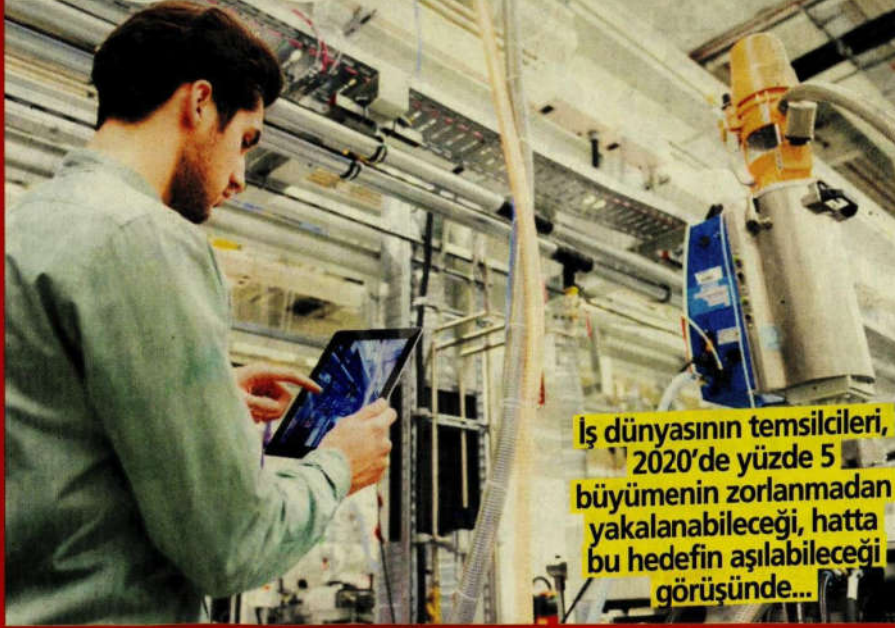 İş dünyasının temsilcileri,
2020'de yüzde 5
büyümenin zorlanmadan
yakalanabileceği, hatta
bu hedefin aşılabileceği
görüşünde...